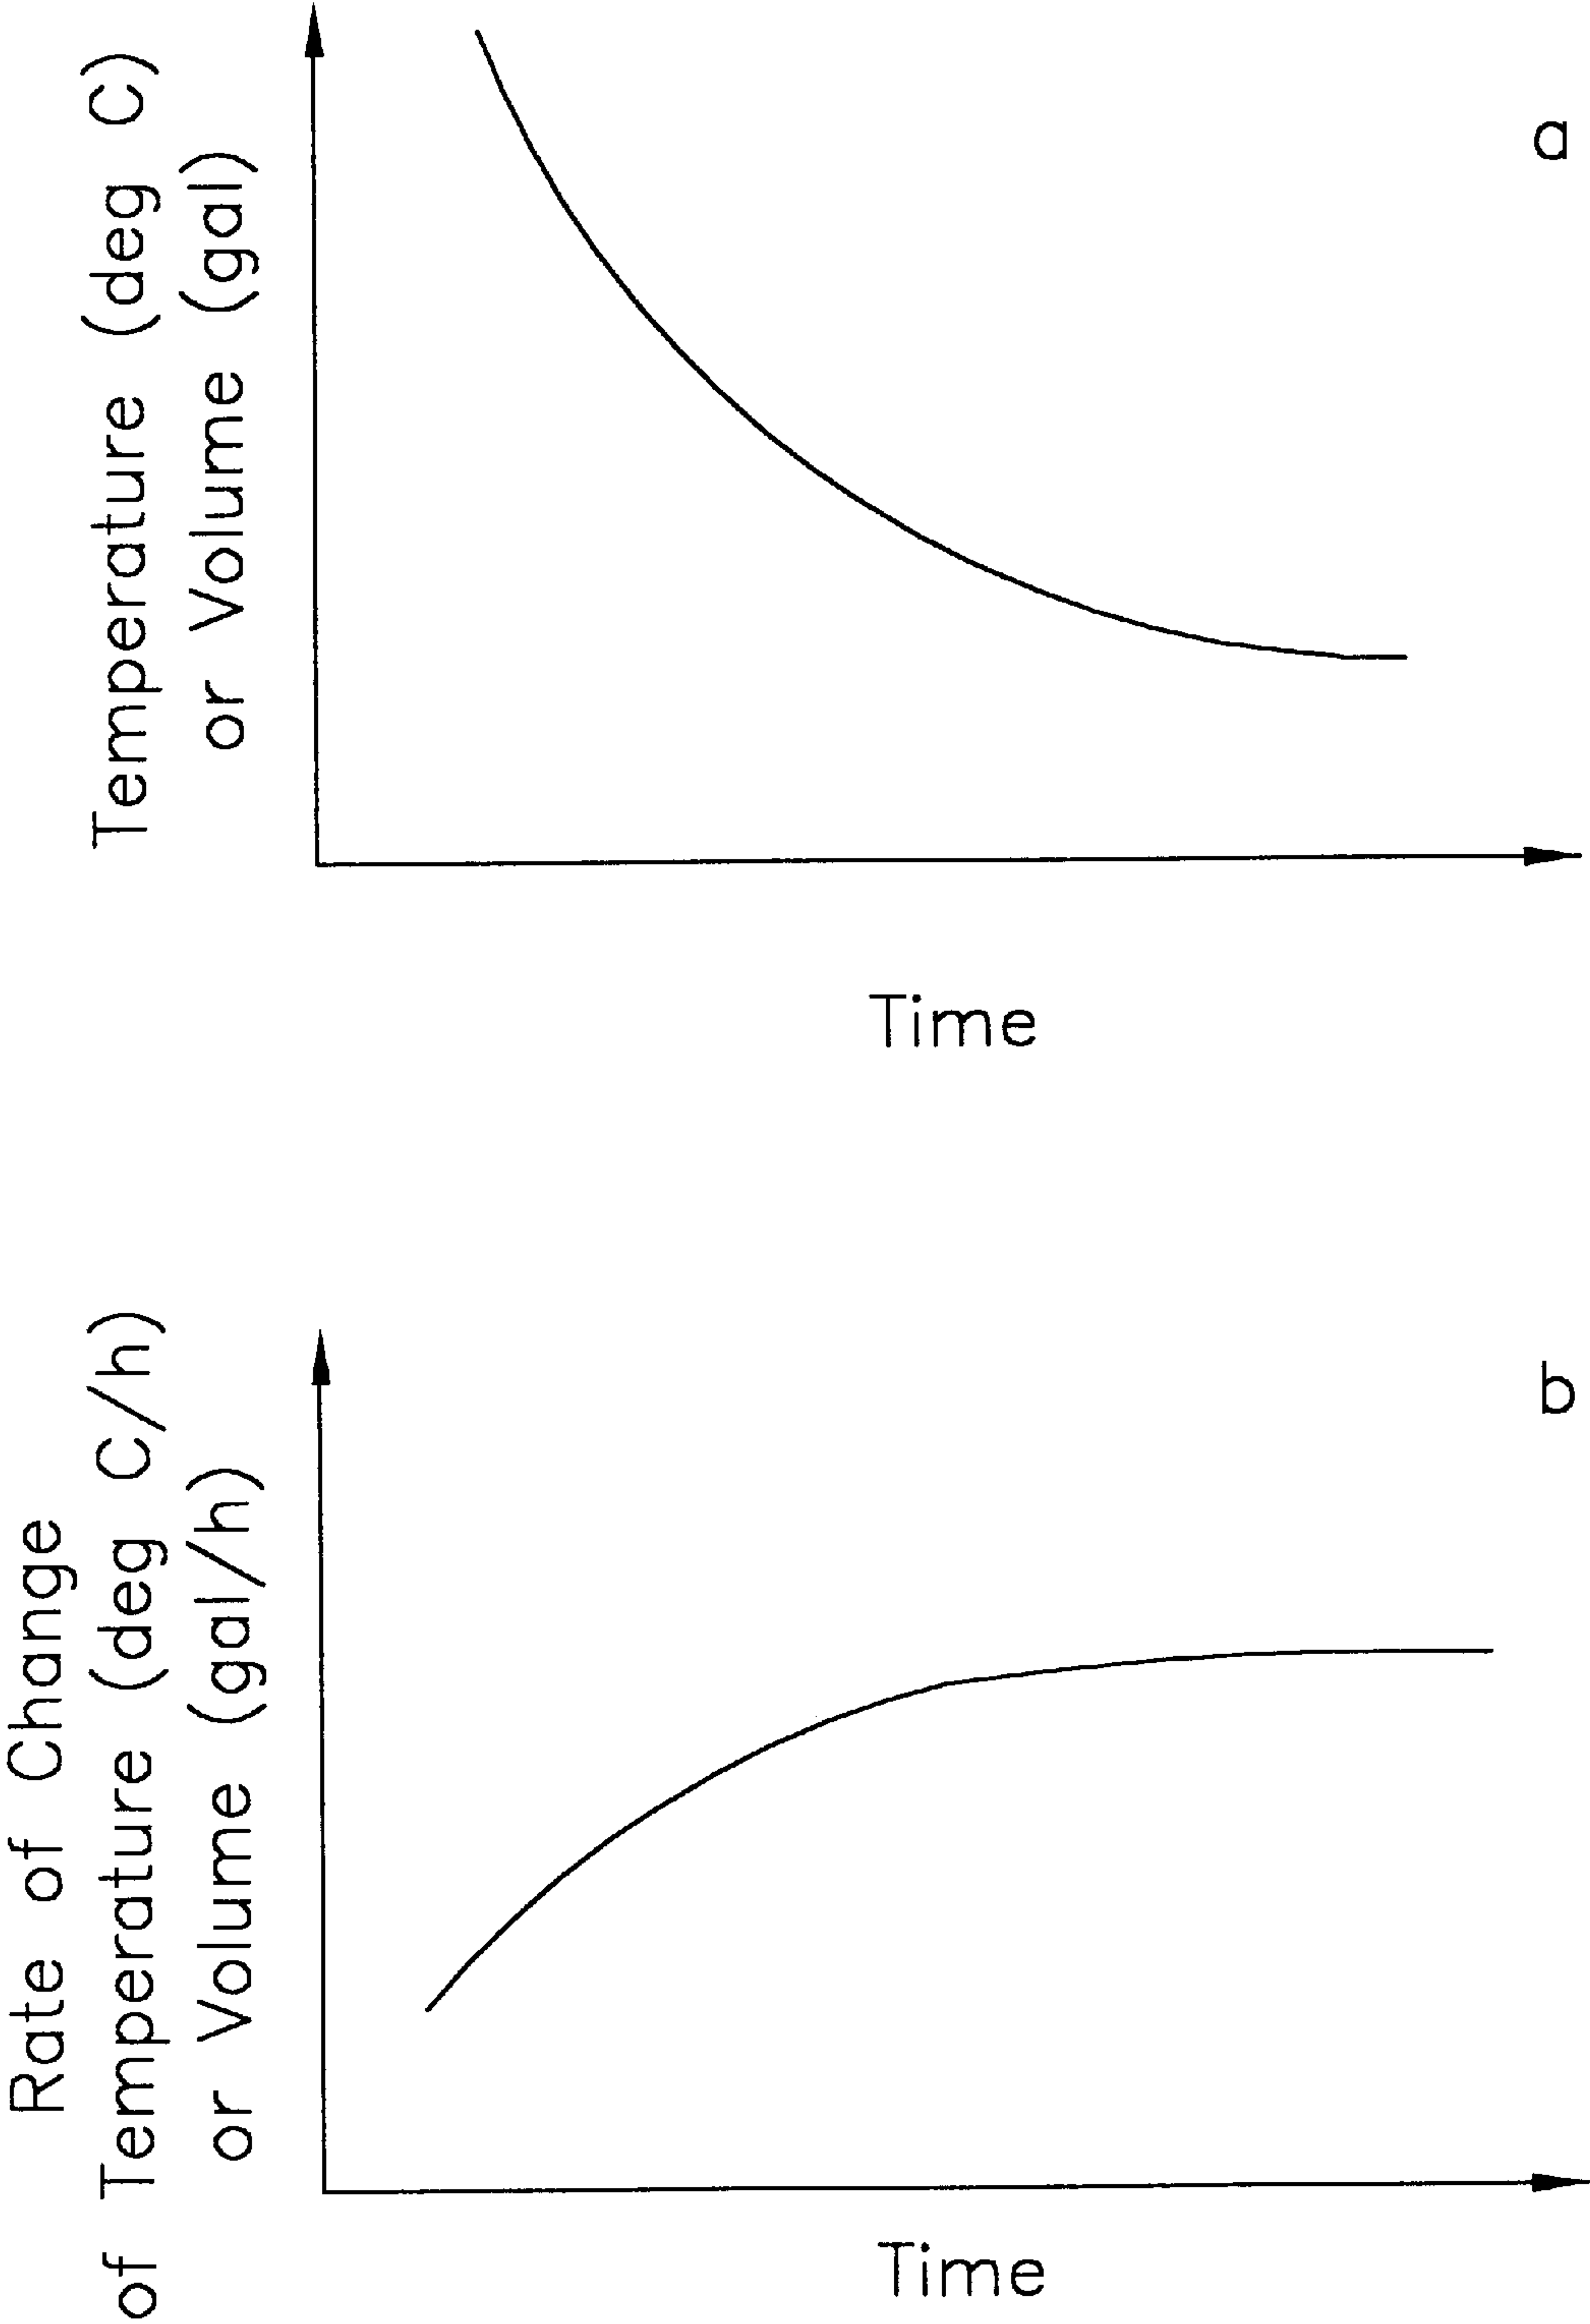 Temperature (deg C)
or Volume (gal)
a
Time
Rate of Change
of Temperature (deg C/h)
or Volume (gal/h)
b
Time